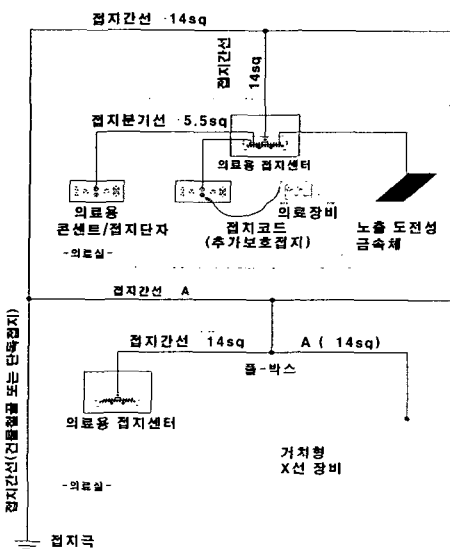 접지간선 14sq
접지간선 14sq
접지분기선 5.5sq
의료용 접지센터
의료용
콘센트/접지단자
접지코드
(추가보호접지)
의료장비
노출 도전성
금속체
-의료실-
접지간선 A
접지간선 14sq
A ( 14sq)
풀-박스
의료용 접지센터
거치형
X선 장비
-의료실-
접지간선(건물철골 또는 단독접지)
접지극